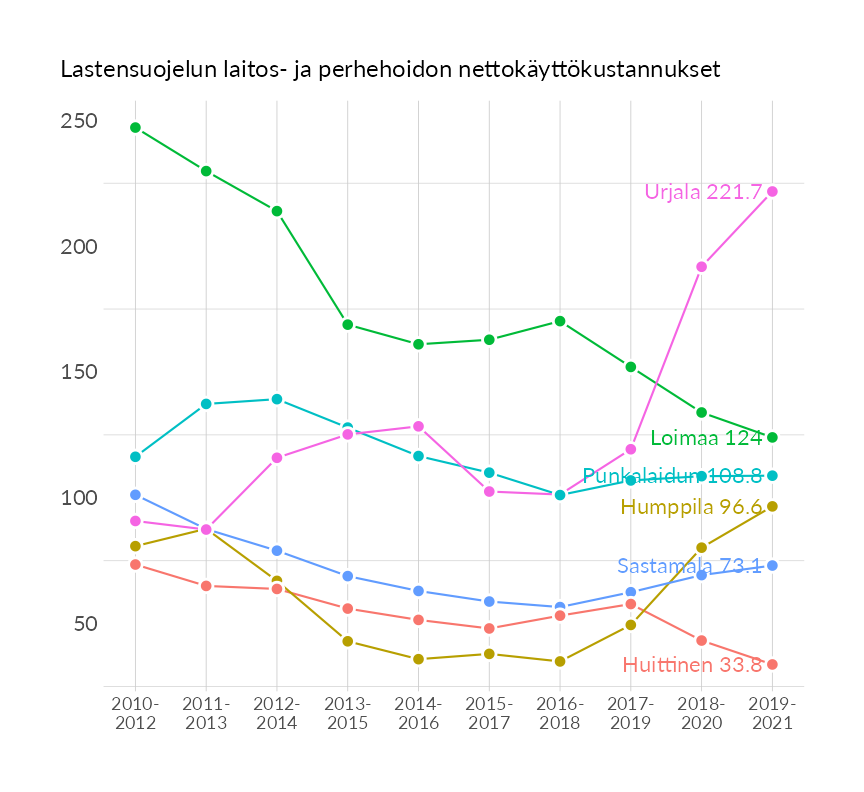 Lastensuojelun laitos- ja perhehoidon nettokäyttökustannukset
250
200
150
100
50
Urjala 221.7
Loimaa 124
Punkalaidun 108.8
Humppila 96.6
Sastamala 73.1
Huittinen 33.8
2010- 2011- 2012- 2013- 2014- 2015- 2016- 2017- 2018- 2019-
2012 2013 2014 2015 2016 2017 2018 2019 2020 2021